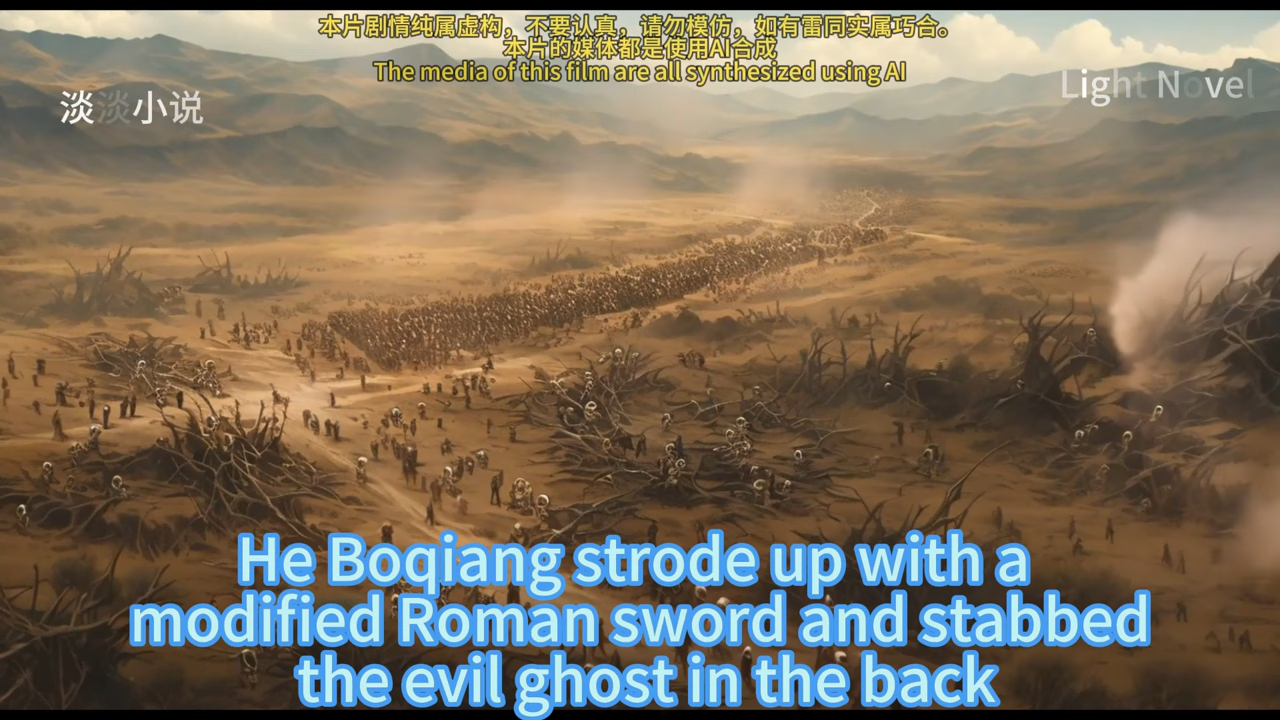 本片剧情纯属虚构，不要认真，请勿模仿，如有雷同实属巧合。
本片的媒体都是使用AI合成
The media of this film are all synthesized using AI
淡淡小说
Light Novel
He Boqiang strode up with a
modified Roman sword and stabbed
the evil ghost in the back